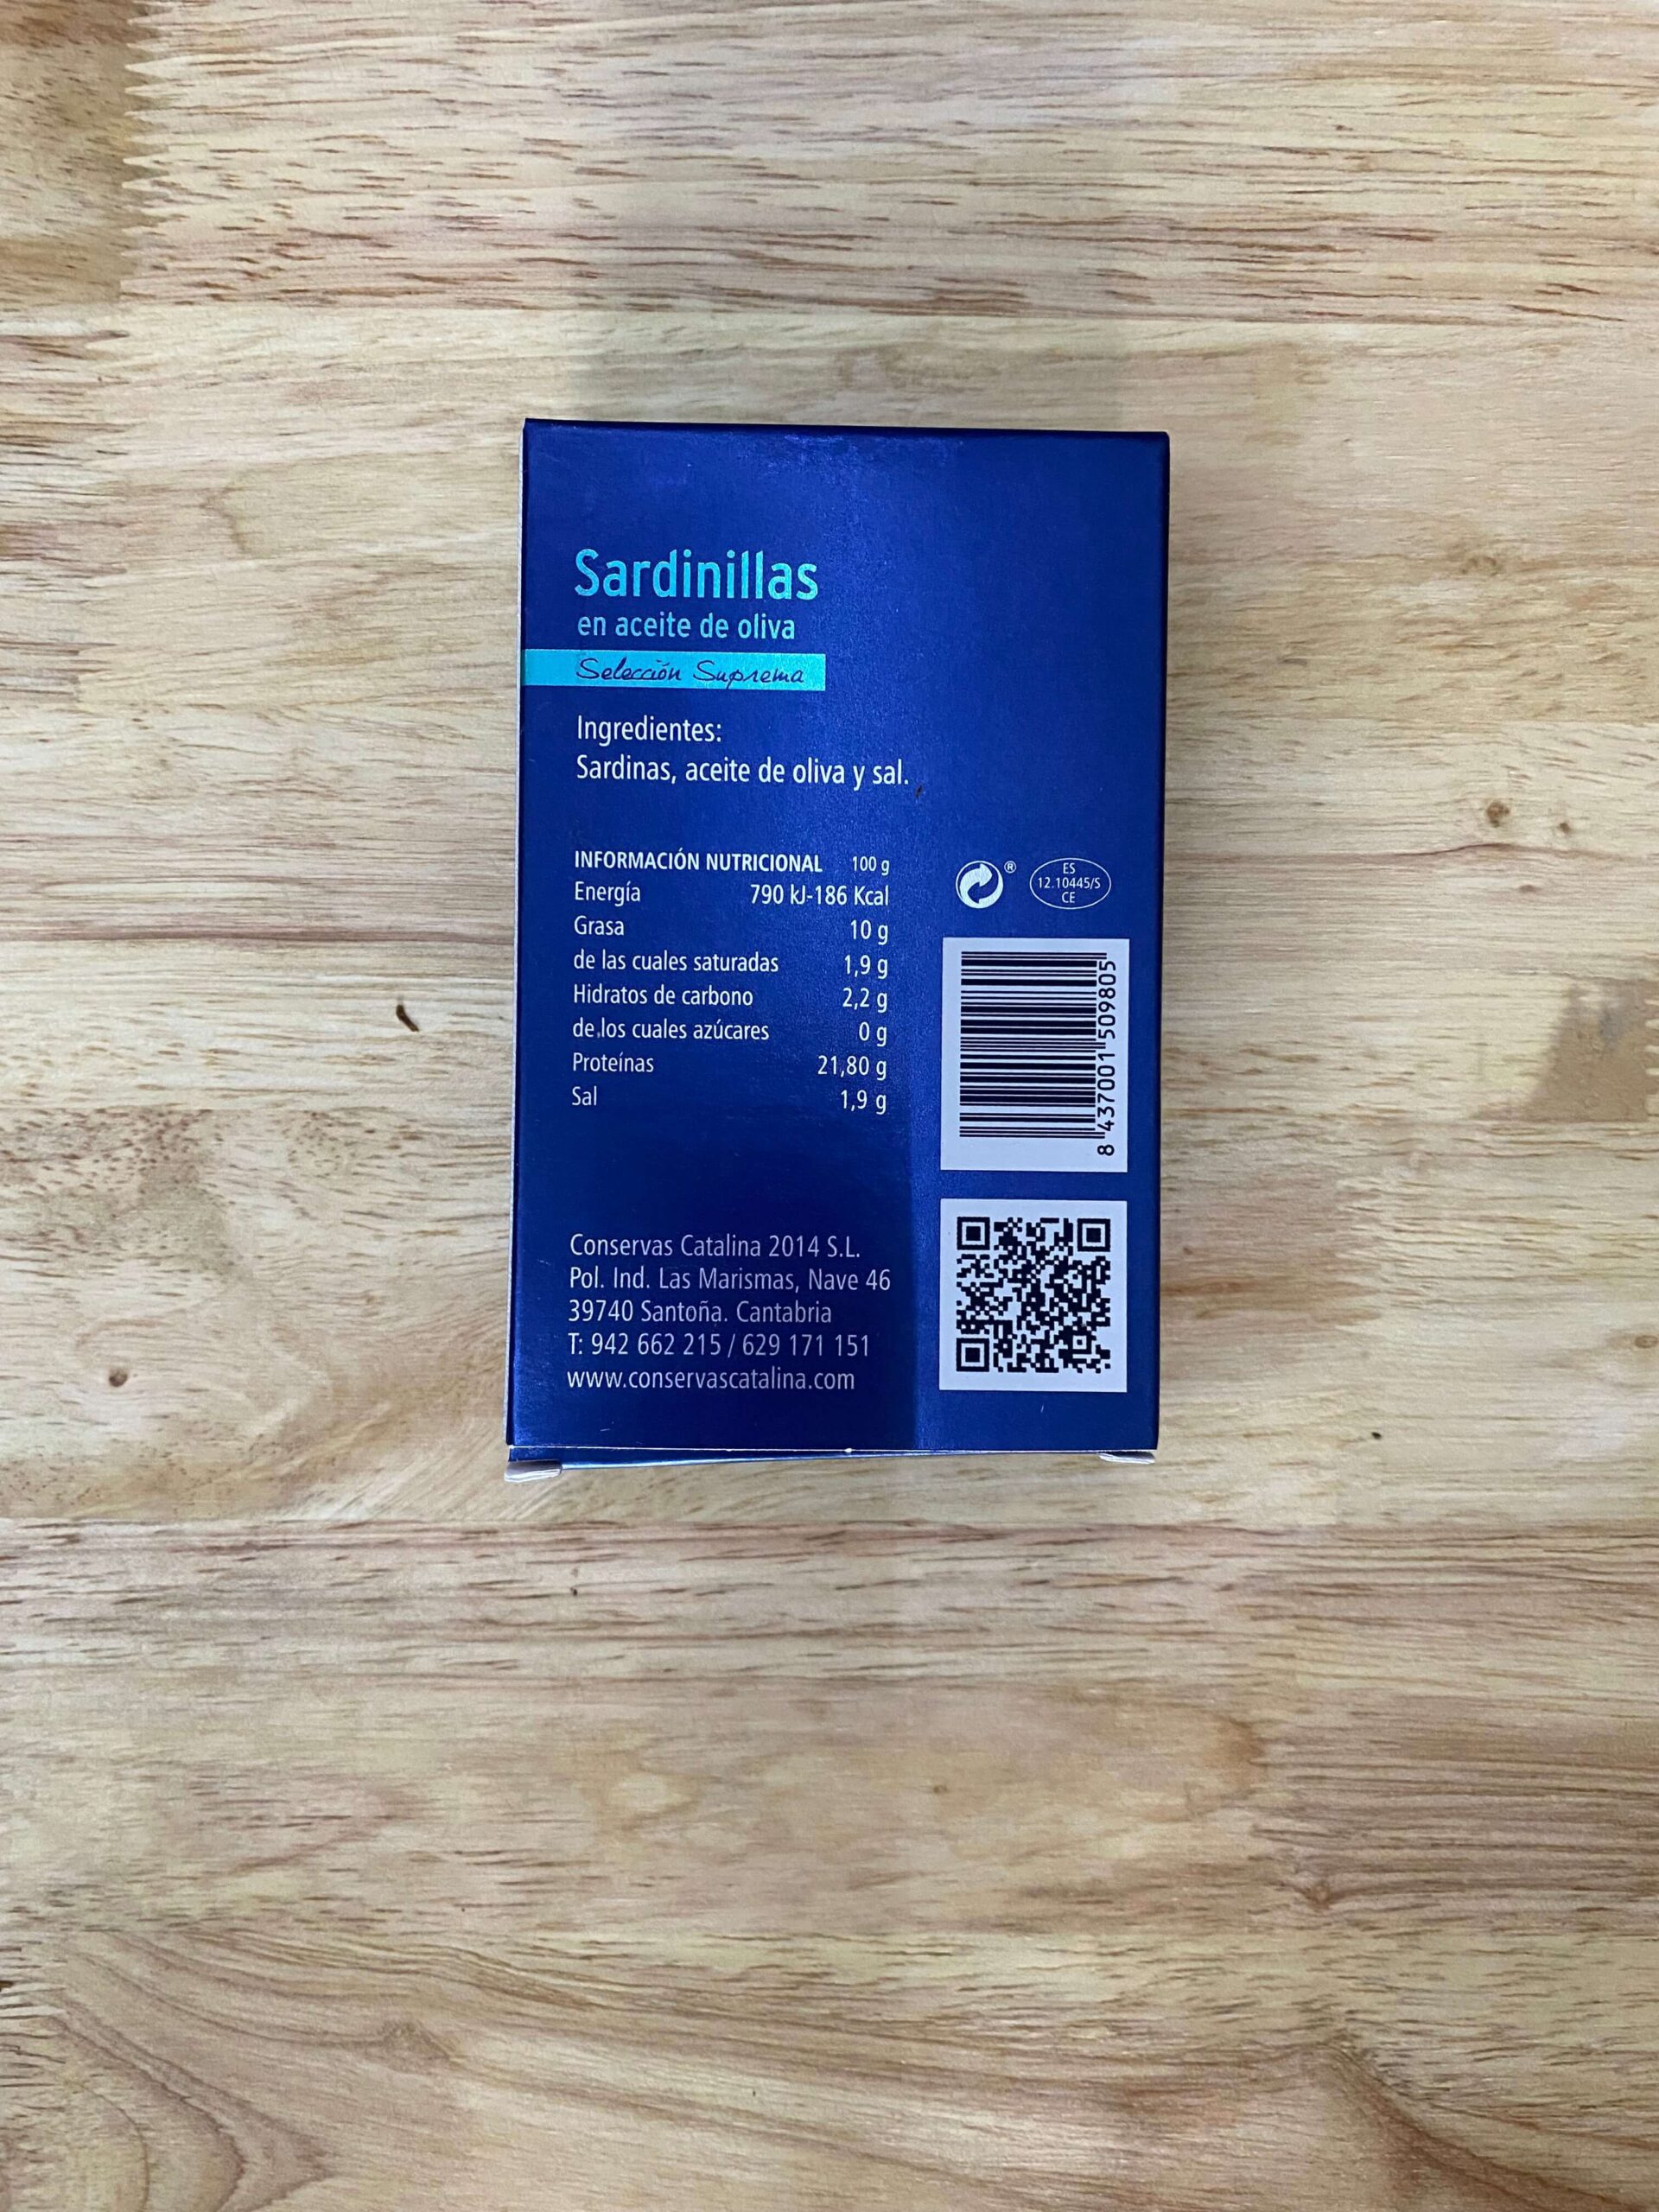 Sardinillas
en aceite de oliva
Selección Suprema
Ingredientes:
Sardinas, aceite de oliva y sal.
INFORMACIÓN NUTRICIONAL 100 g
Energía 790 kJ-186 Kcal
Grasa 10 g
de las cuales saturadas 1,9 g
Hidratos de carbono 2,2 g
de los cuales azúcares 0 g
Proteínas 21,80 g
Sal 1,9 g
®
ES
12.10445/S
CE
8 437001 509805
Conservas Catalina 2014 S.L.
Pol. Ind. Las Marismas, Nave 46
39740 Santoña. Cantabria
T: 942 662 215 / 629 171 151
www.conservascatalina.com